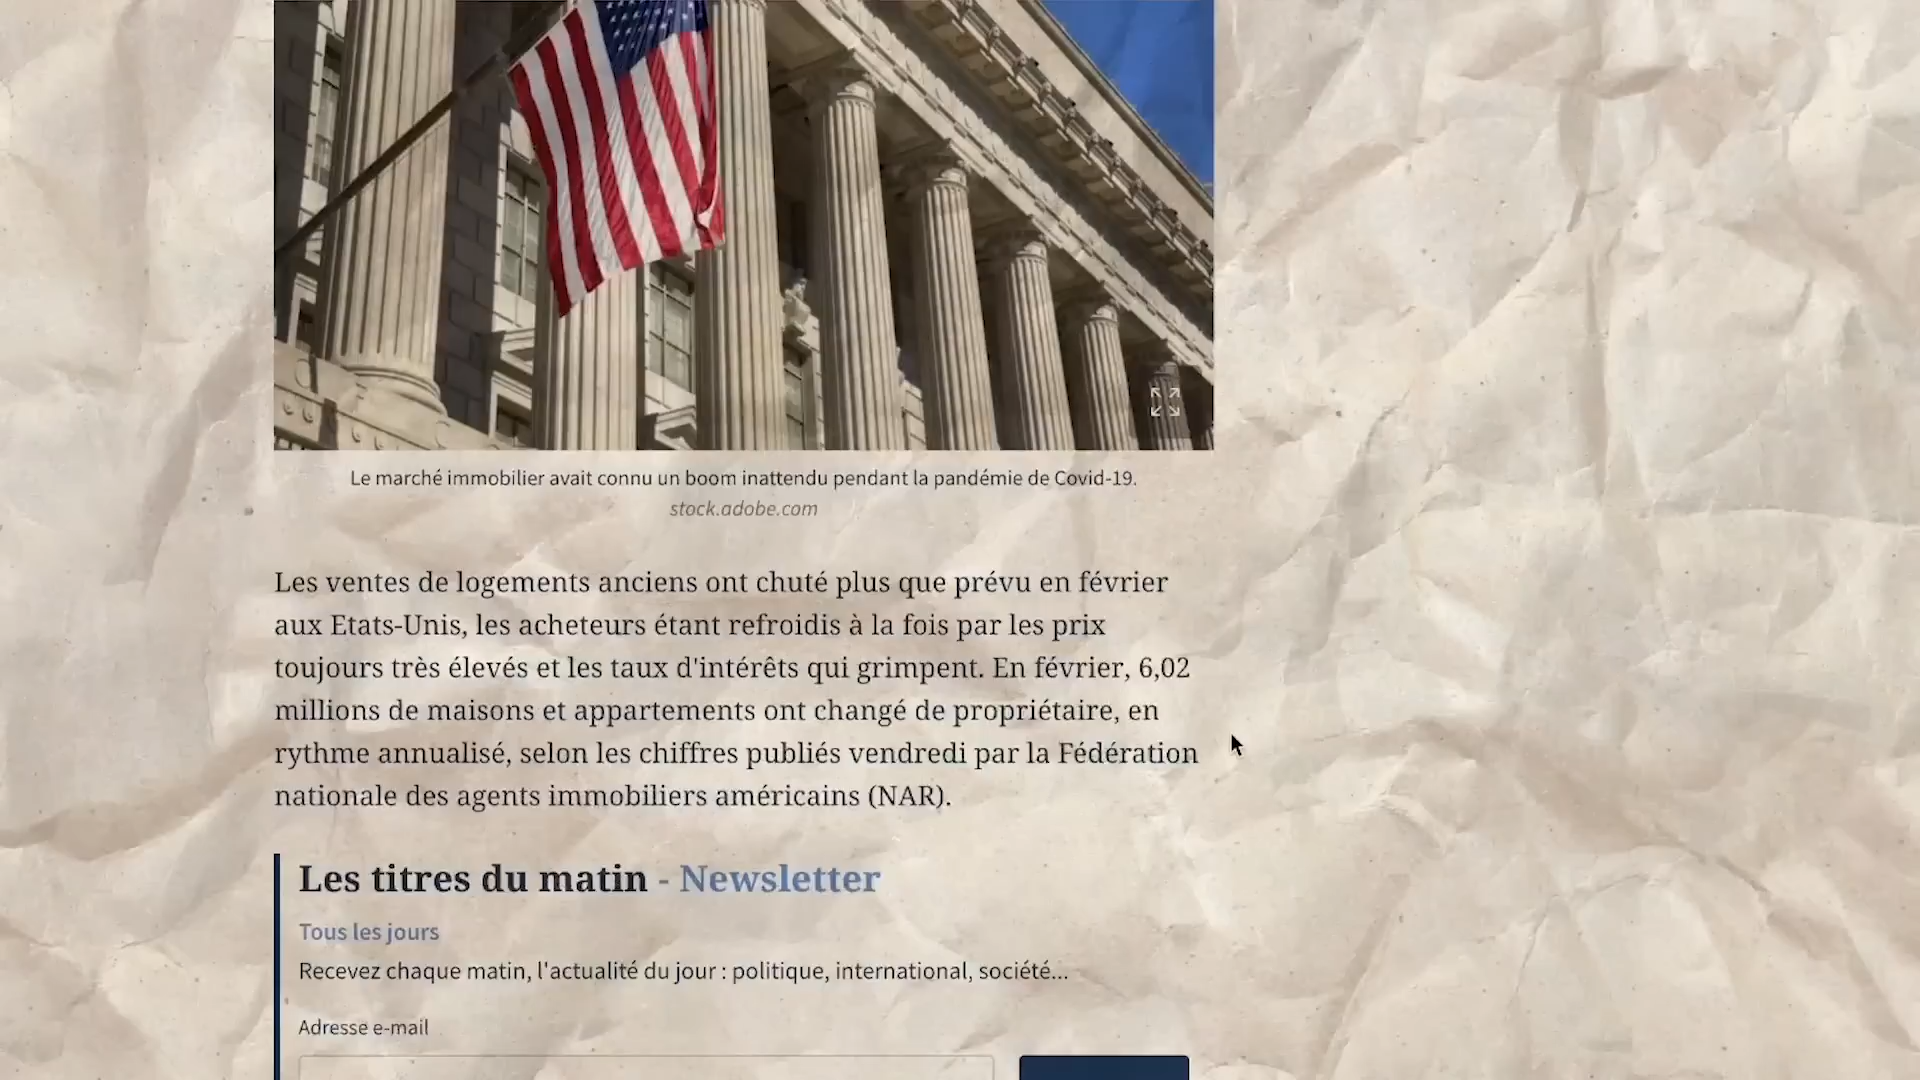 Le marché immobilier avait connu un boom inattendu pendant la pandémie de Covid-19.
stock.adobe.com
Les ventes de logements anciens ont chuté plus que prévu en février
aux Etats-Unis, les acheteurs étant refroidis à la fois par les prix
toujours très élevés et les taux d'intérêts qui grimpent. En février, 6,02
millions de maisons et appartements ont changé de propriétaire, en
rythme annualisé, selon les chiffres publiés vendredi par la Fédération
nationale des agents immobiliers américains (NAR).
Les titres du matin - Newsletter
Tous les jours
Recevez chaque matin, l'actualité du jour : politique, international, société...
Adresse e-mail